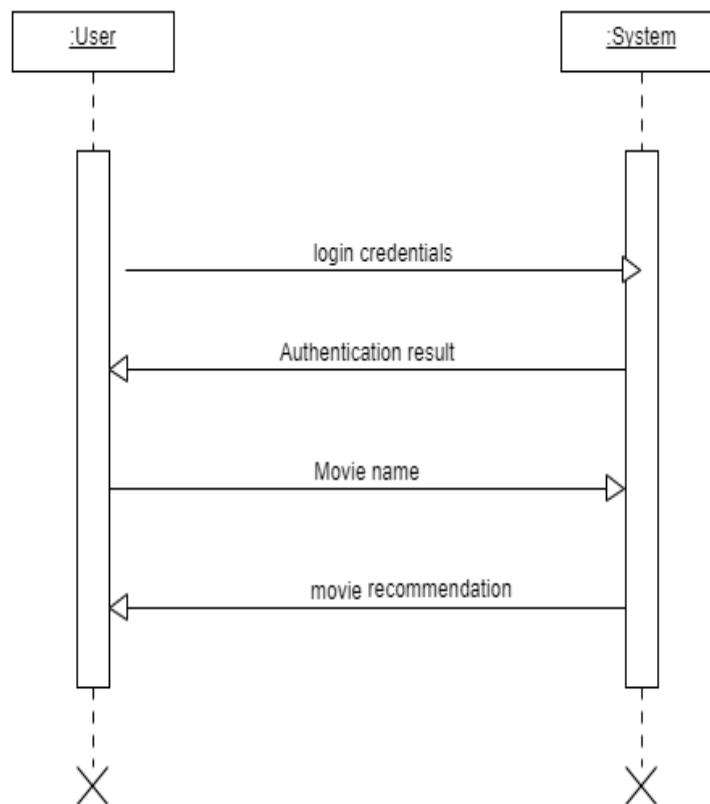 :User
:System
login credentials
Authentication result
Movie name
movie recommendation